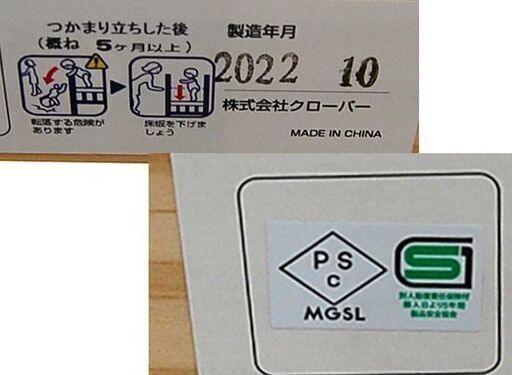 つかまり立ちした後
(概ね 5ヶ月以上)
転落する危険が
あります
床板を下げま
しょう
製造年月
2022 10
株式会社クローバー
MADE IN CHINA
PS
C
MGSL
対人賠償責任保険付
購入日より5年間
製品安全協会